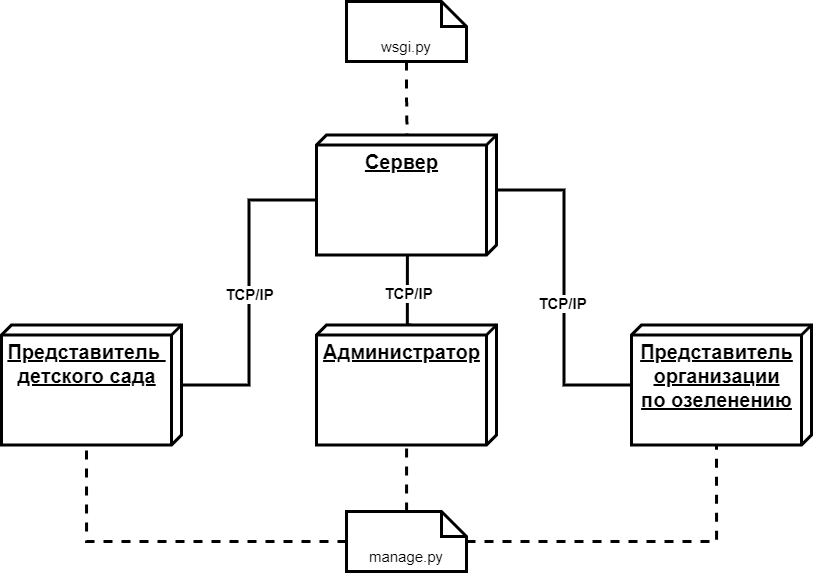 wsgi.py
Сервер
TCP/IP
TCP/IP
TCP/IP
Представитель
детского сада
Администратор
Представитель
организации
по озеленению
manage.py